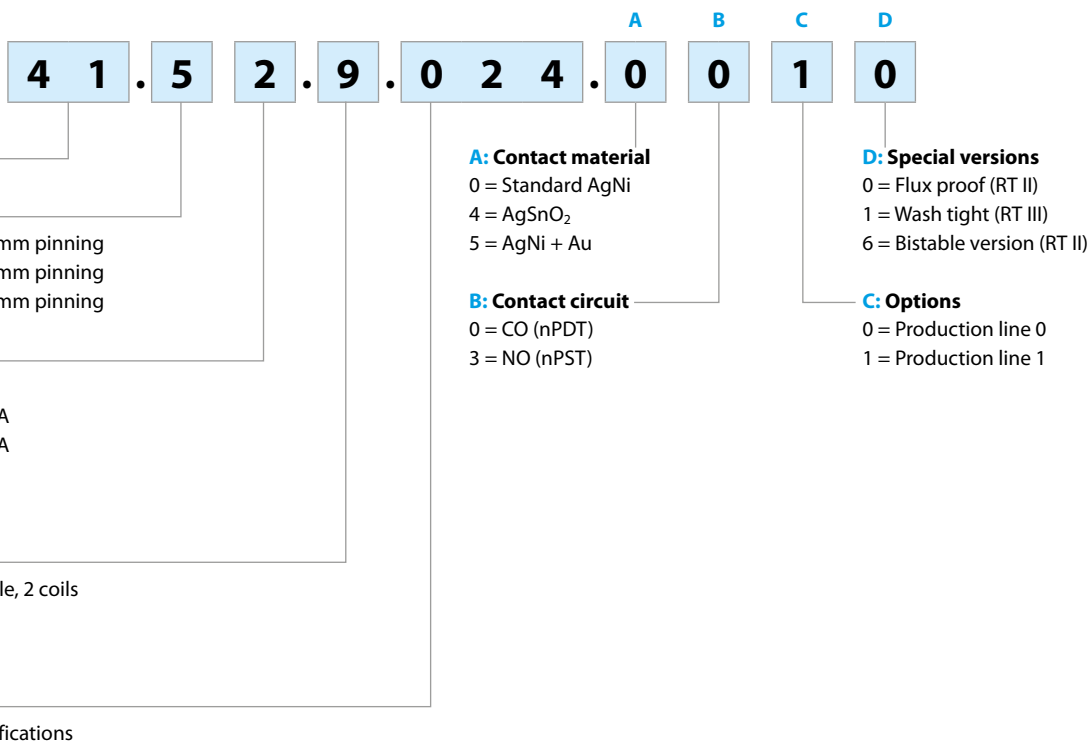 A B C D
4 1 . 5 2 . 9 . 0 2 4 . 0 0 1 0
A: Contact material
0 = Standard AgNi
4 = AgSnO₂
5 = AgNi + Au
B: Contact circuit
0 = CO (nPDT)
3 = NO (nPST)
D: Special versions
0 = Flux proof (RT II)
1 = Wash tight (RT III)
6 = Bistable version (RT II)
C: Options
0 = Production line 0
1 = Production line 1
mm pinning
mm pinning
mm pinning
A
A
le, 2 coils
fications